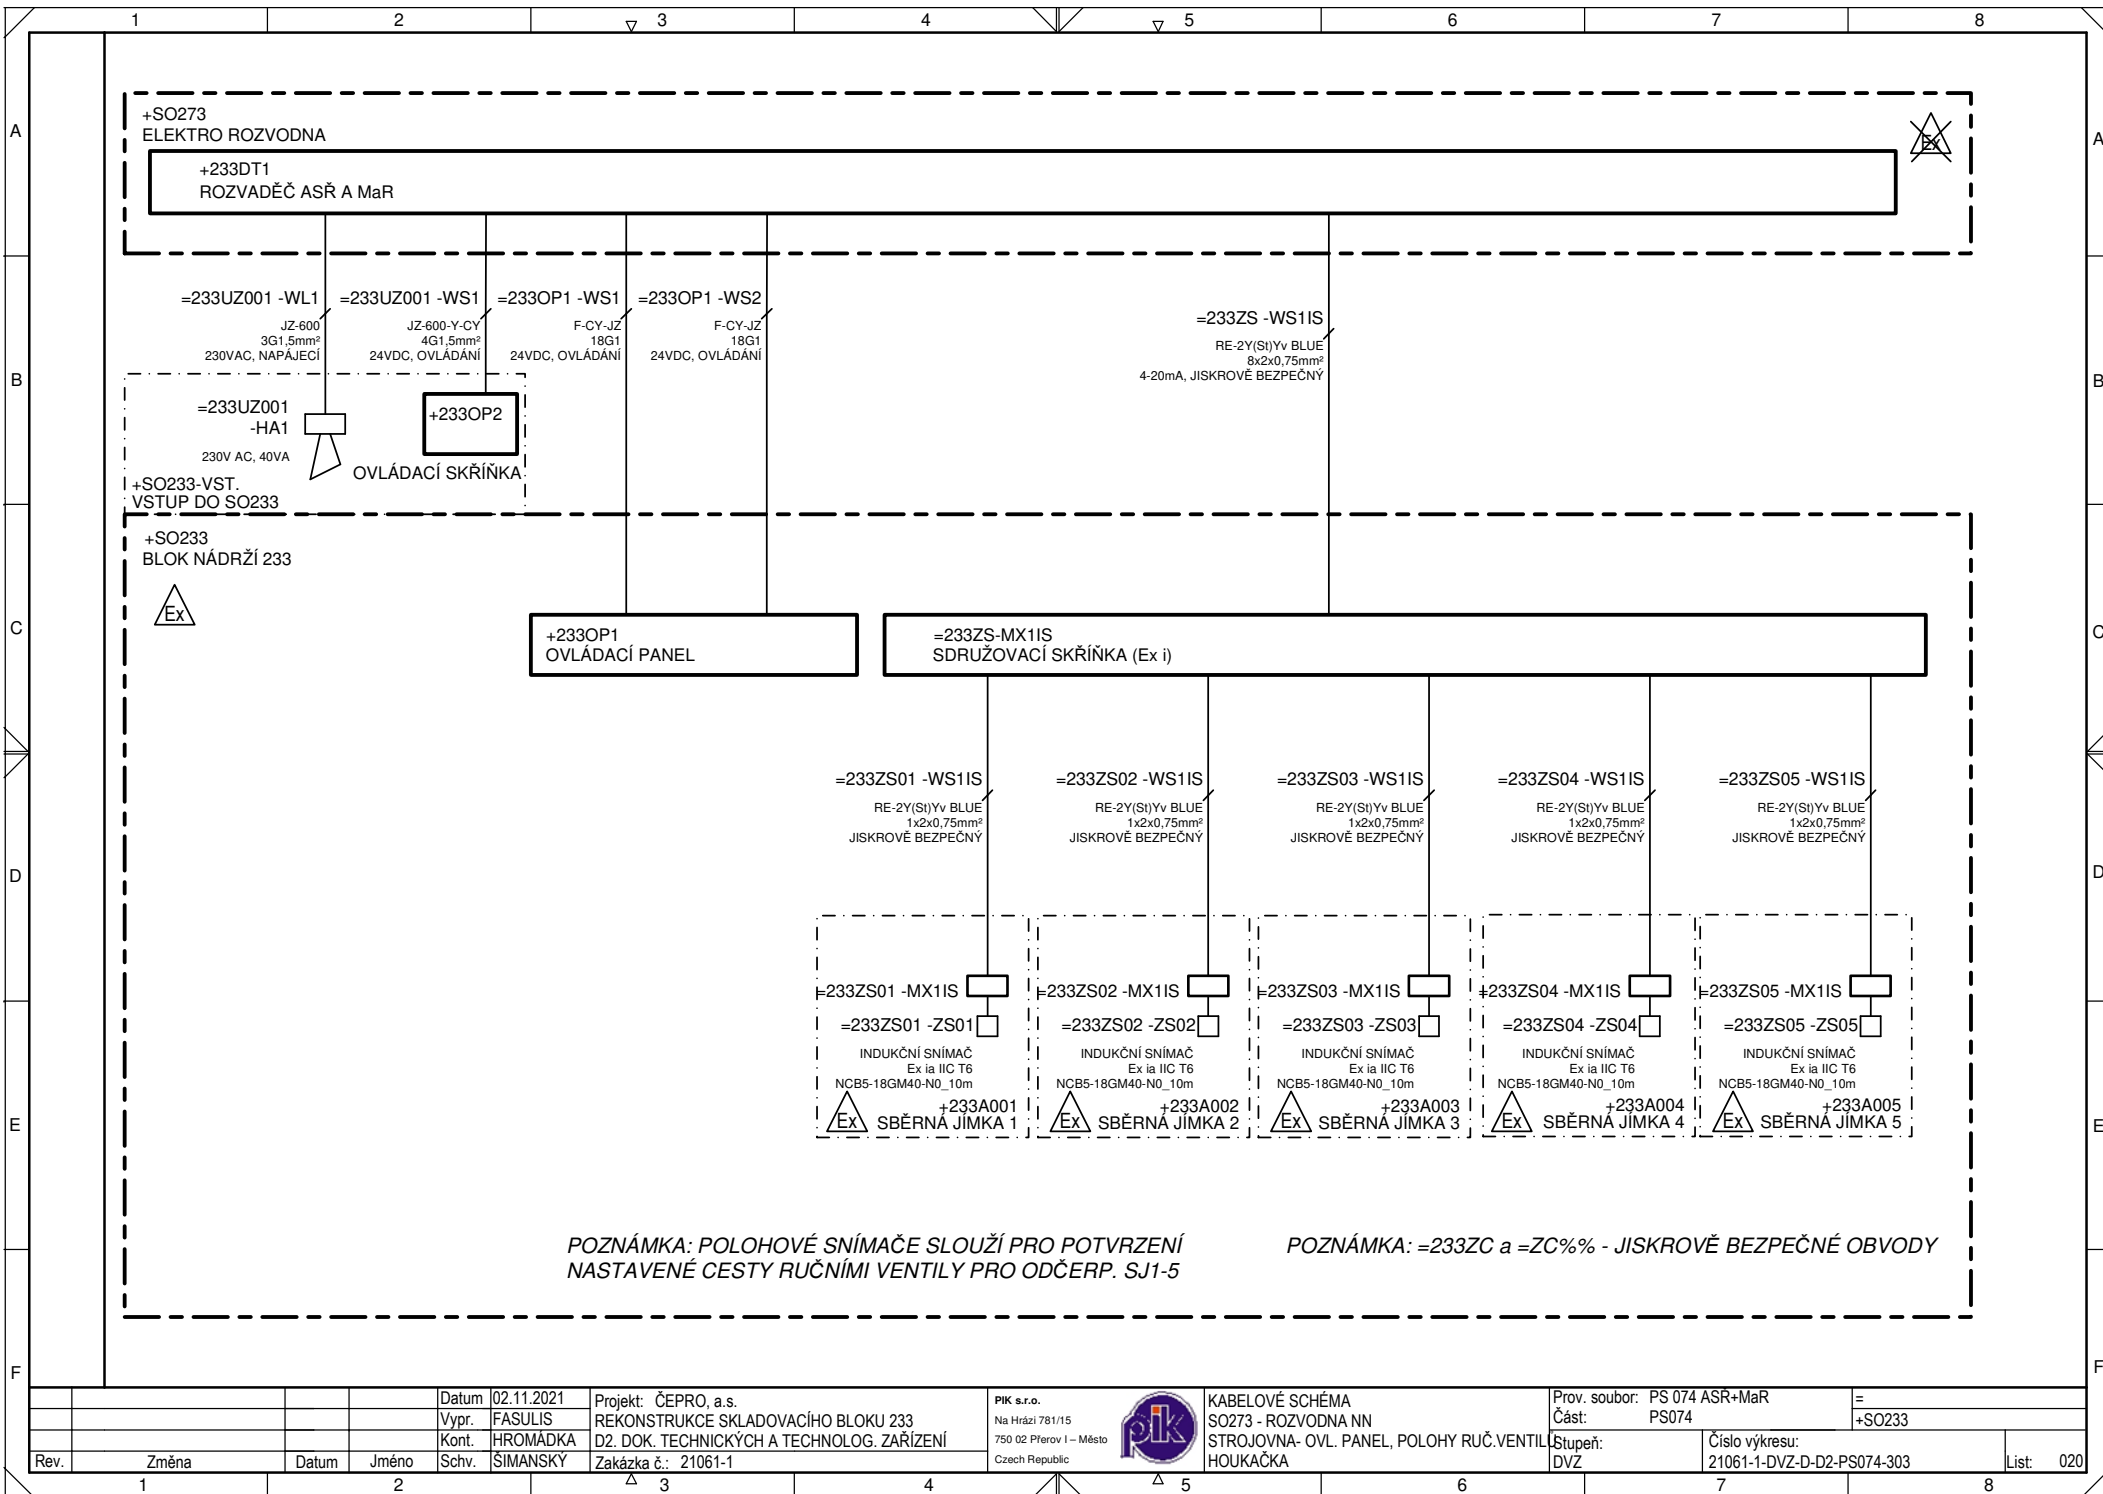 1 2 3 4 5 6 7 8
A A
B B
C C
D D
E E
F F
+SO273
ELEKTRO ROZVODNA
Ex
+233DT1
ROZVADĚČ ASŘ A MaR
=233UZ001 -WL1
JZ-600
3G1,5mm²
230VAC, NAPÁJECÍ
=233UZ001 -WS1
JZ-600-Y-CY
4G1,5mm²
24VDC, OVLÁDÁNÍ
=233OP1 -WS1
F-CY-JZ
18G1
24VDC, OVLÁDÁNÍ
=233OP1 -WS2
F-CY-JZ
18G1
24VDC, OVLÁDÁNÍ
=233ZS -WS1IS
RE-2Y(St)Yv BLUE
8x2x0,75mm²
4-20mA, JISKROVĚ BEZPEČNÝ
=233UZ001
-HA1
230V AC, 40VA
+233OP2
OVLÁDACÍ SKŘÍŇKA
+SO233-VST.
VSTUP DO SO233
+SO233
BLOK NÁDRŽÍ 233
Ex
+233OP1
OVLÁDACÍ PANEL
=233ZS-MX1IS
SDRUŽOVACÍ SKŘÍŇKA (Ex i)
=233ZS01 -WS1IS
RE-2Y(St)Yv BLUE
1x2x0,75mm²
JISKROVĚ BEZPEČNÝ
=233ZS02 -WS1IS
RE-2Y(St)Yv BLUE
1x2x0,75mm²
JISKROVĚ BEZPEČNÝ
=233ZS03 -WS1IS
RE-2Y(St)Yv BLUE
1x2x0,75mm²
JISKROVĚ BEZPEČNÝ
=233ZS04 -WS1IS
RE-2Y(St)Yv BLUE
1x2x0,75mm²
JISKROVĚ BEZPEČNÝ
=233ZS05 -WS1IS
RE-2Y(St)Yv BLUE
1x2x0,75mm²
JISKROVĚ BEZPEČNÝ
=233ZS01 -MX1IS
=233ZS01 -ZS01
INDUKČNÍ SNÍMAČ
Ex ia IIC T6
NCB5-18GM40-N0_10m
+233A001
Ex SBĚRNÁ JÍMKA 1
=233ZS02 -MX1IS
=233ZS02 -ZS02
INDUKČNÍ SNÍMAČ
Ex ia IIC T6
NCB5-18GM40-N0_10m
+233A002
Ex SBĚRNÁ JÍMKA 2
=233ZS03 -MX1IS
=233ZS03 -ZS03
INDUKČNÍ SNÍMAČ
Ex ia IIC T6
NCB5-18GM40-N0_10m
+233A003
Ex SBĚRNÁ JÍMKA 3
=233ZS04 -MX1IS
=233ZS04 -ZS04
INDUKČNÍ SNÍMAČ
Ex ia IIC T6
NCB5-18GM40-N0_10m
+233A004
Ex SBĚRNÁ JÍMKA 4
=233ZS05 -MX1IS
=233ZS05 -ZS05
INDUKČNÍ SNÍMAČ
Ex ia IIC T6
NCB5-18GM40-N0_10m
+233A005
Ex SBĚRNÁ JÍMKA 5
POZNÁMKA: POLOHOVÉ SNÍMAČE SLOUŽÍ PRO POTVRZENÍ
NASTAVENÉ CESTY RUČNÍMI VENTILY PRO ODČERP. SJ1-5
POZNÁMKA: =233ZC a =ZC%% - JISKROVĚ BEZPEČNÉ OBVODY
Rev. Změna Datum Jméno
Datum 02.11.2021
Vypr. FASULIS
Kont. HROMÁDKA
Schv. ŠIMANSKÝ
Projekt: ČEPRO, a.s.
REKONSTRUKCE SKLADOVACÍHO BLOKU 233
D2. DOK. TECHNICKÝCH A TECHNOLOG. ZAŘÍZENÍ
Zakázka č.: 21061-1
PIK s.r.o.
Na Hrázi 781/15
750 02 Přerov I – Město
Czech Republic
pik
KABELOVÉ SCHÉMA
SO273 - ROZVODNA NN
STROJOVNA- OVL. PANEL, POLOHY RUČ.VENTILŮ
HOUKAČKA
Prov. soubor: PS 074 ASŘ+MaR
Část: PS074
=
+SO233
Stupeň:
DVZ
Číslo výkresu:
21061-1-DVZ-D-D2-PS074-303
List: 020
1 2 3 4 5 6 7 8